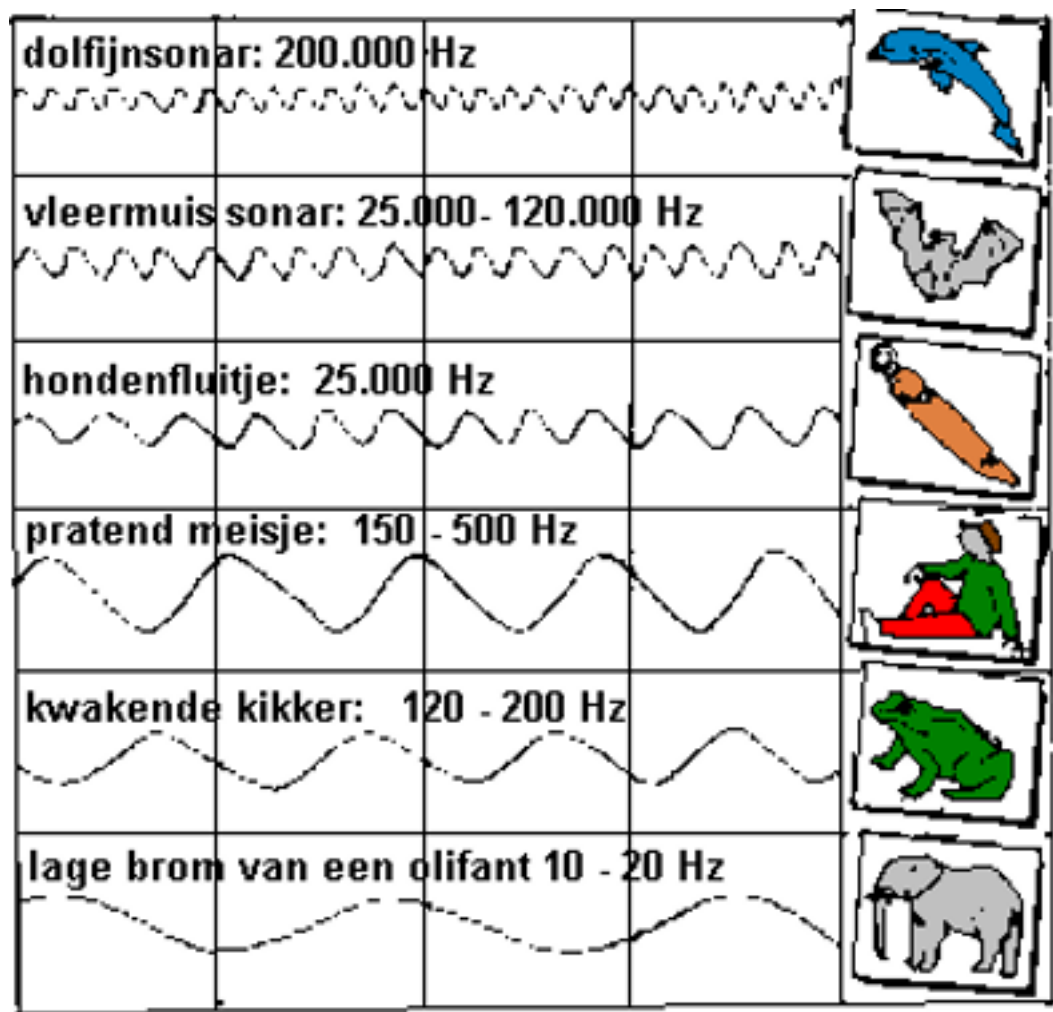 dolfijnsonar: 200.000 Hz
vleermuis sonar: 25.000- 120.000 Hz
hondenfluitje: 25.000 Hz
pratend meisje: 150 - 500 Hz
kwakende kikker: 120 - 200 Hz
lage brom van een olifant 10 - 20 Hz